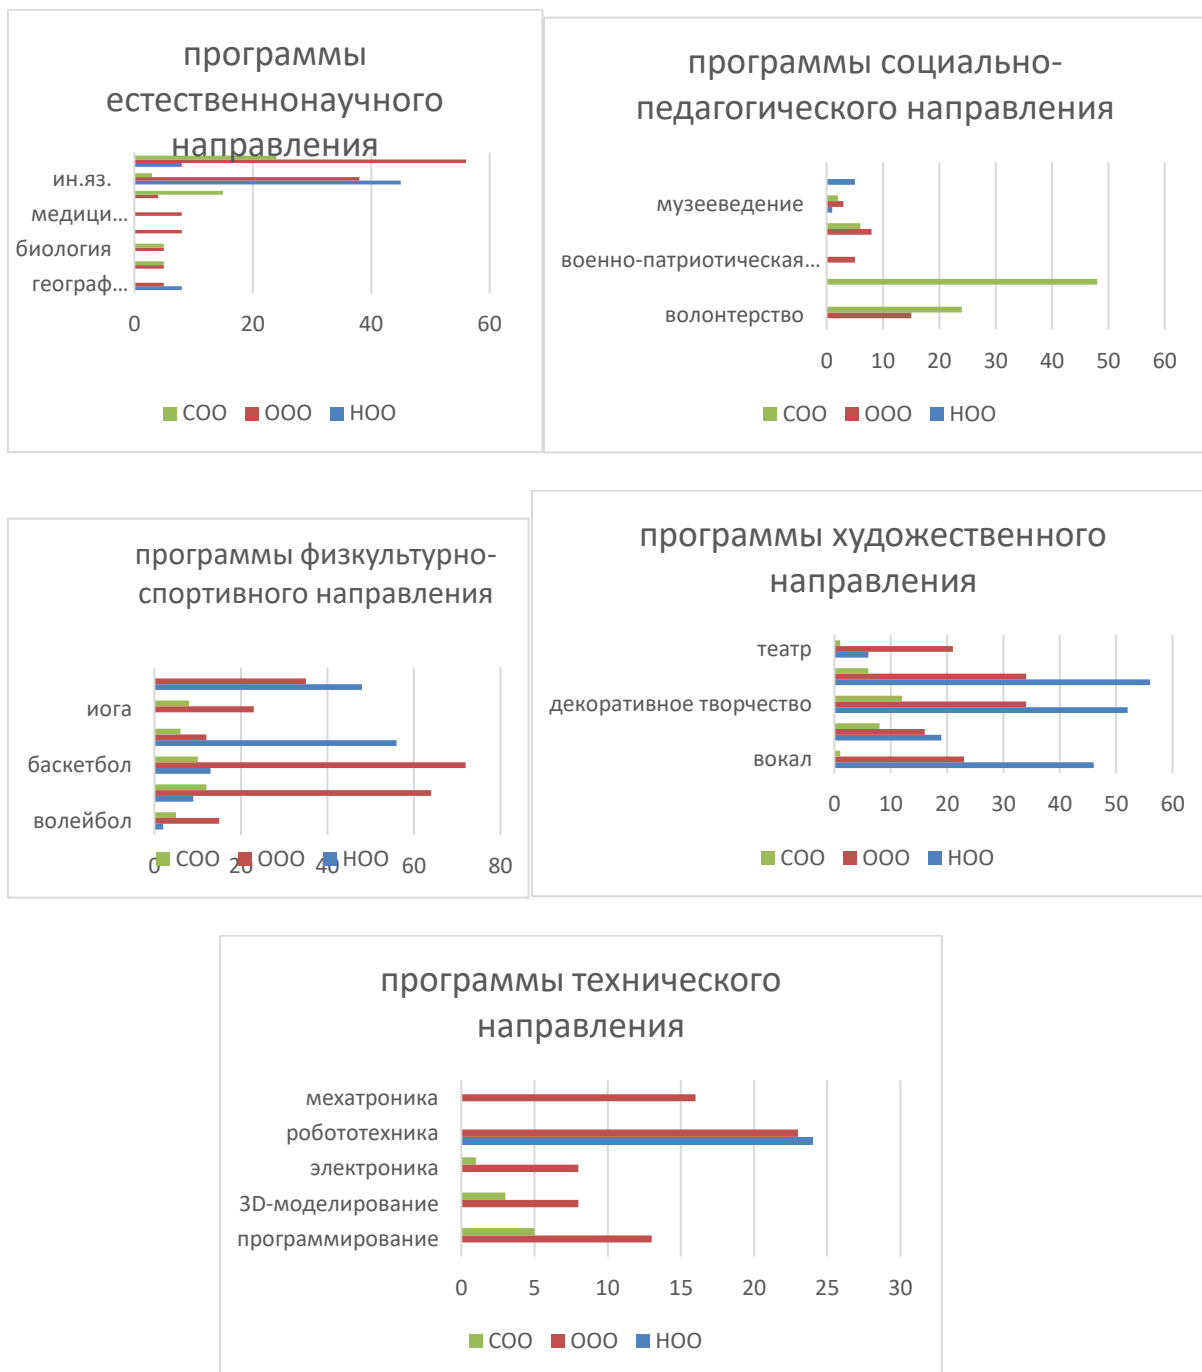 программы
естественнонаучного
направления
ин.яз.
медици...
биология
географ...
0 20 40 60
СОО ООО НОО
программы социально-
педагогического направления
музееведение
военно-патриотическая...
волонтерство
0 10 20 30 40 50 60
СОО ООО НОО
программы физкультурно-
спортивного направления
иога
баскетбол
волейбол
0 20 40 60 80
СОО ООО НОО
программы художественного
направления
театр
декоративное творчество
вокал
0 10 20 30 40 50 60
СОО ООО НОО
программы технического
направления
мехатроника
робототехника
электроника
3D-моделирование
программирование
0 5 10 15 20 25 30
СОО ООО НОО